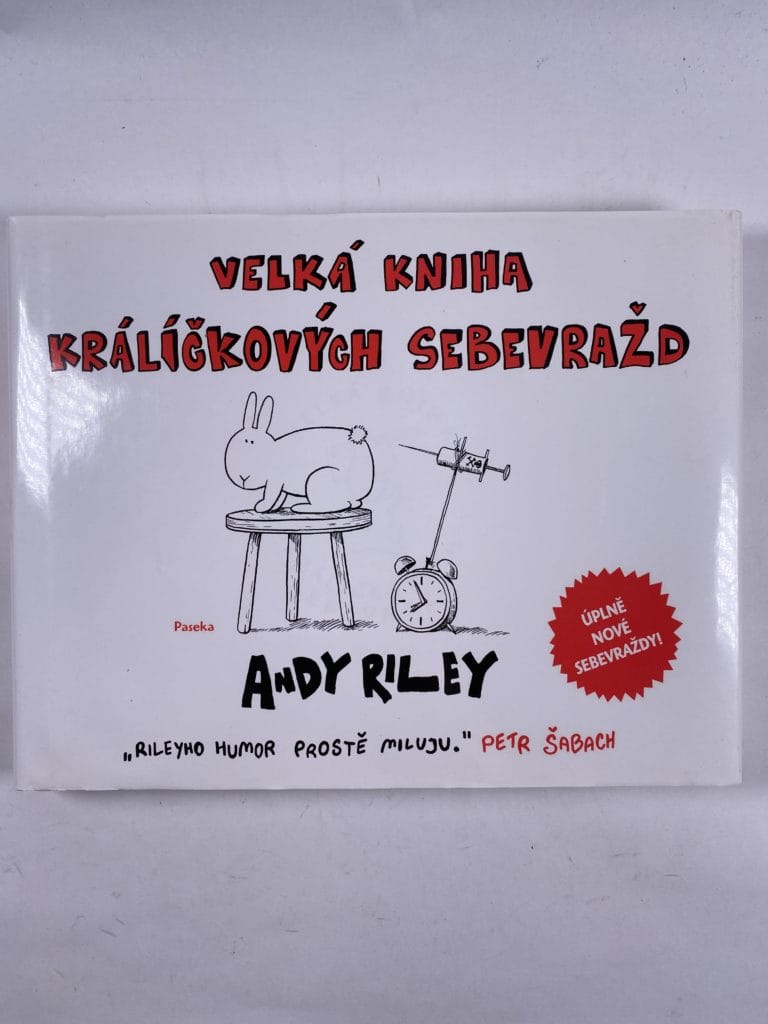 VELKÁ KNIHA
KRÁLÍČKOVÝCH SEBEVRAŽD
Paseka
ÚPLNĚ
NOVÉ
SEBEVRAŽDY!
ANDY RILEY
„RILEYHO HUMOR PROSTĚ MILUJU." PETR ŠABACH